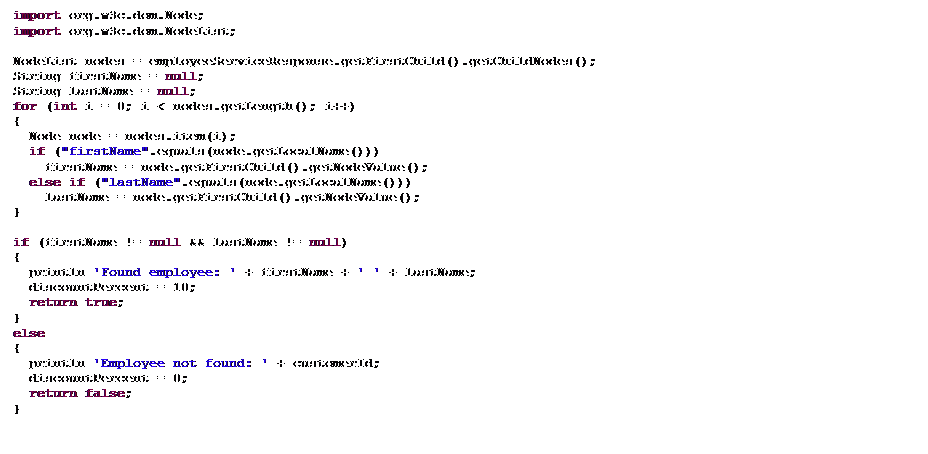 import org.w3c.dom.Node;
import org.w3c.dom.NodeList;
NodeList nodes = employeeServiceResponse.getFirstChild().getChildNodes();
String firstName = null;
String lastName = null;
for (int i = 0; i < nodes.getLength(); i++)
{
Node node = nodes.item(i);
if ("firstName".equals(node.getLocalName()))
firstName = node.getFirstChild().getNodeValue();
else if ("lastName".equals(node.getLocalName()))
lastName = node.getFirstChild().getNodeValue();
}
if (firstName != null && lastName != null)
{
println 'Found employee: ' + firstName + ' ' + lastName;
discountPercent = 10;
return true;
}
else
{
println 'Employee not found: ' + customerId;
discountPercent = 0;
return false;
}